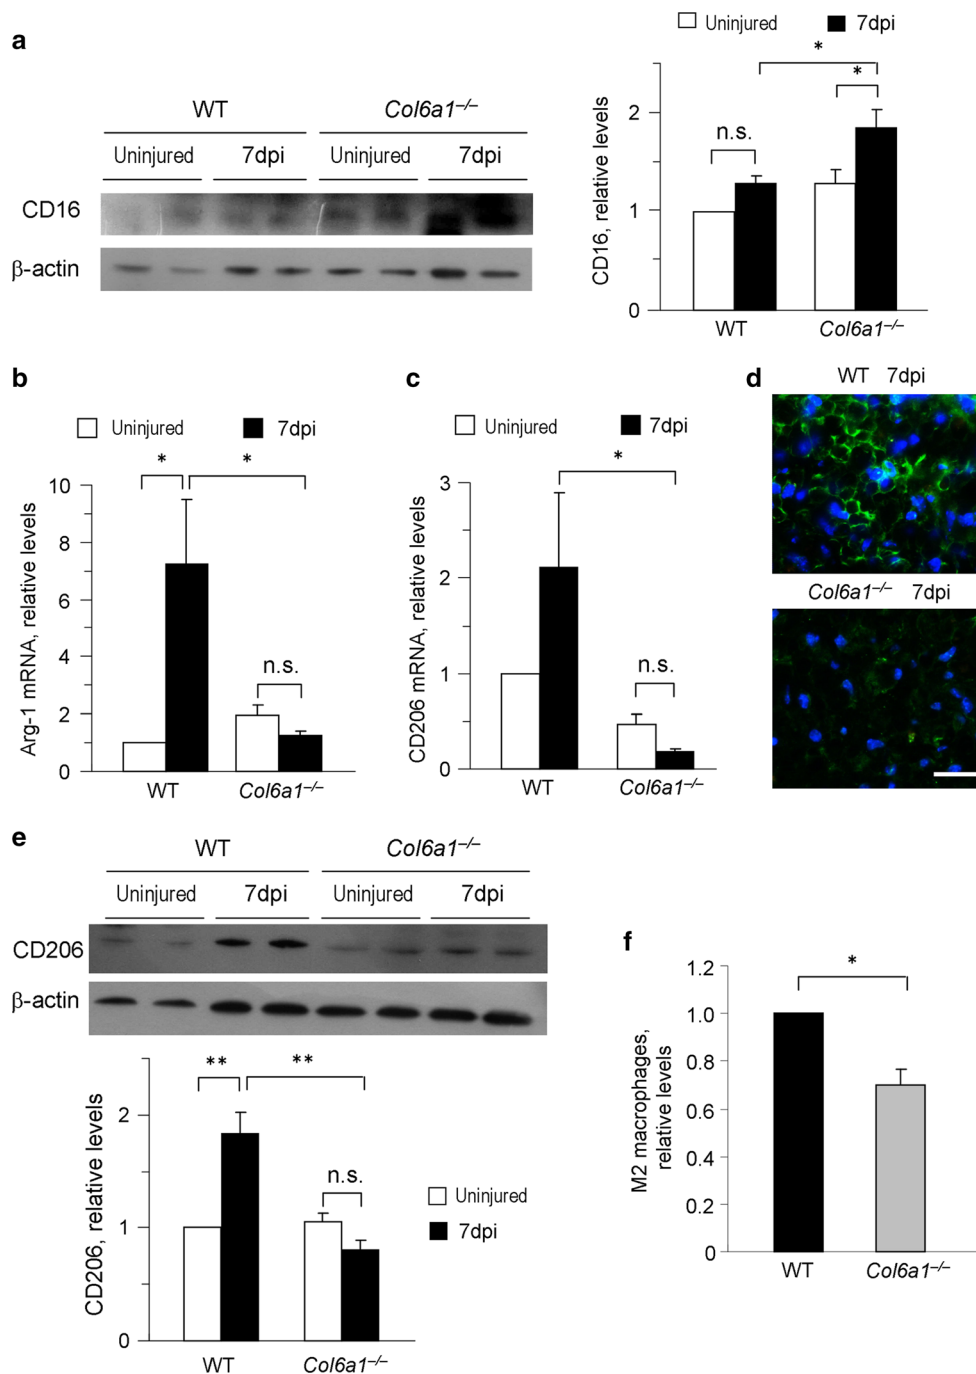 a
WT Col6a1–/–
Uninjured 7dpi Uninjured 7dpi
CD16
β-actin
Uninjured 7dpi
*
*
n.s.
CD16, relative levels
2
1
0
WT Col6a1–/–
b
Uninjured 7dpi
* *
n.s.
Arg-1 mRNA, relative levels
10
8
6
4
2
0
WT Col6a1–/–
c
Uninjured 7dpi
*
n.s.
CD206 mRNA, relative levels
3
2
1
0
WT Col6a1–/–
d
WT 7dpi
Col6a1–/– 7dpi
e
WT Col6a1–/–
Uninjured 7dpi Uninjured 7dpi
CD206
β-actin
** **
n.s.
CD206, relative levels
2
1
0
WT Col6a1–/–
Uninjured
7dpi
f
*
M2 macrophages,
relative levels
1.2
1.0
0.8
0.6
0.4
0.2
0
WT Col6a1–/–